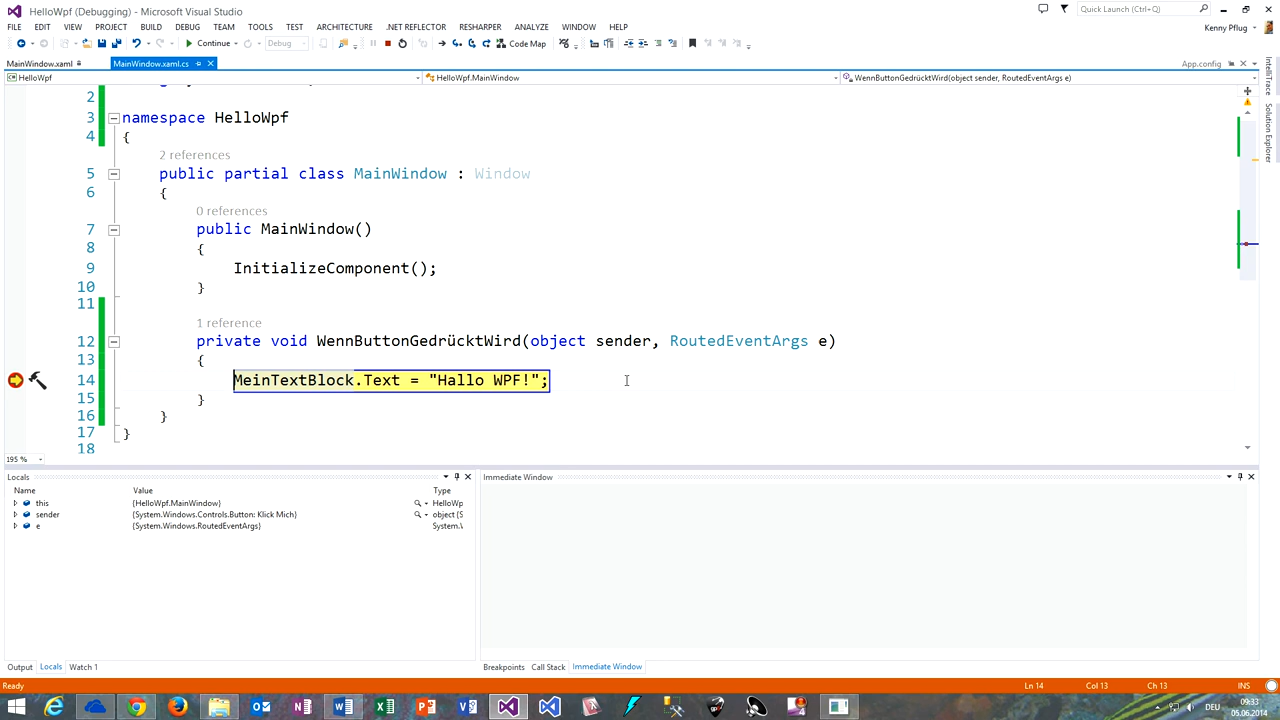 HelloWpf (Debugging) - Microsoft Visual Studio
Quick Launch (Ctrl+Q)
FILE EDIT VIEW PROJECT BUILD DEBUG TEAM TOOLS TEST ARCHITECTURE .NET REFLECTOR RESHARPER ANALYZE WINDOW HELP
Kenny Pflug
Continue Debug Code Map
MainWindow.xaml MainWindow.xaml.cs App.config
HelloWpf HelloWpf.MainWindow WennButtonGedrücktWird(object sender, RoutedEventArgs e)
IntelliTrace
Solution Explorer
2
3 namespace HelloWpf
4 {
2 references
5 public partial class MainWindow : Window
6 {
0 references
7 public MainWindow()
8 {
9 InitializeComponent();
10 }
11
1 reference
12 private void WennButtonGedrücktWird(object sender, RoutedEventArgs e)
13 {
14 MeinTextBlock.Text = "Hallo WPF!";
15 }
16 }
17 }
18
195 %
Locals
Name Value Type
this {HelloWpf.MainWindow} HelloWp
sender {System.Windows.Controls.Button: Klick Mich} object {S
e {System.Windows.RoutedEventArgs} System.V
Immediate Window
Output Locals Watch 1
Breakpoints Call Stack Immediate Window
Ready Ln 14 Col 13 Ch 13 INS
DEU
09:33
05.06.2014